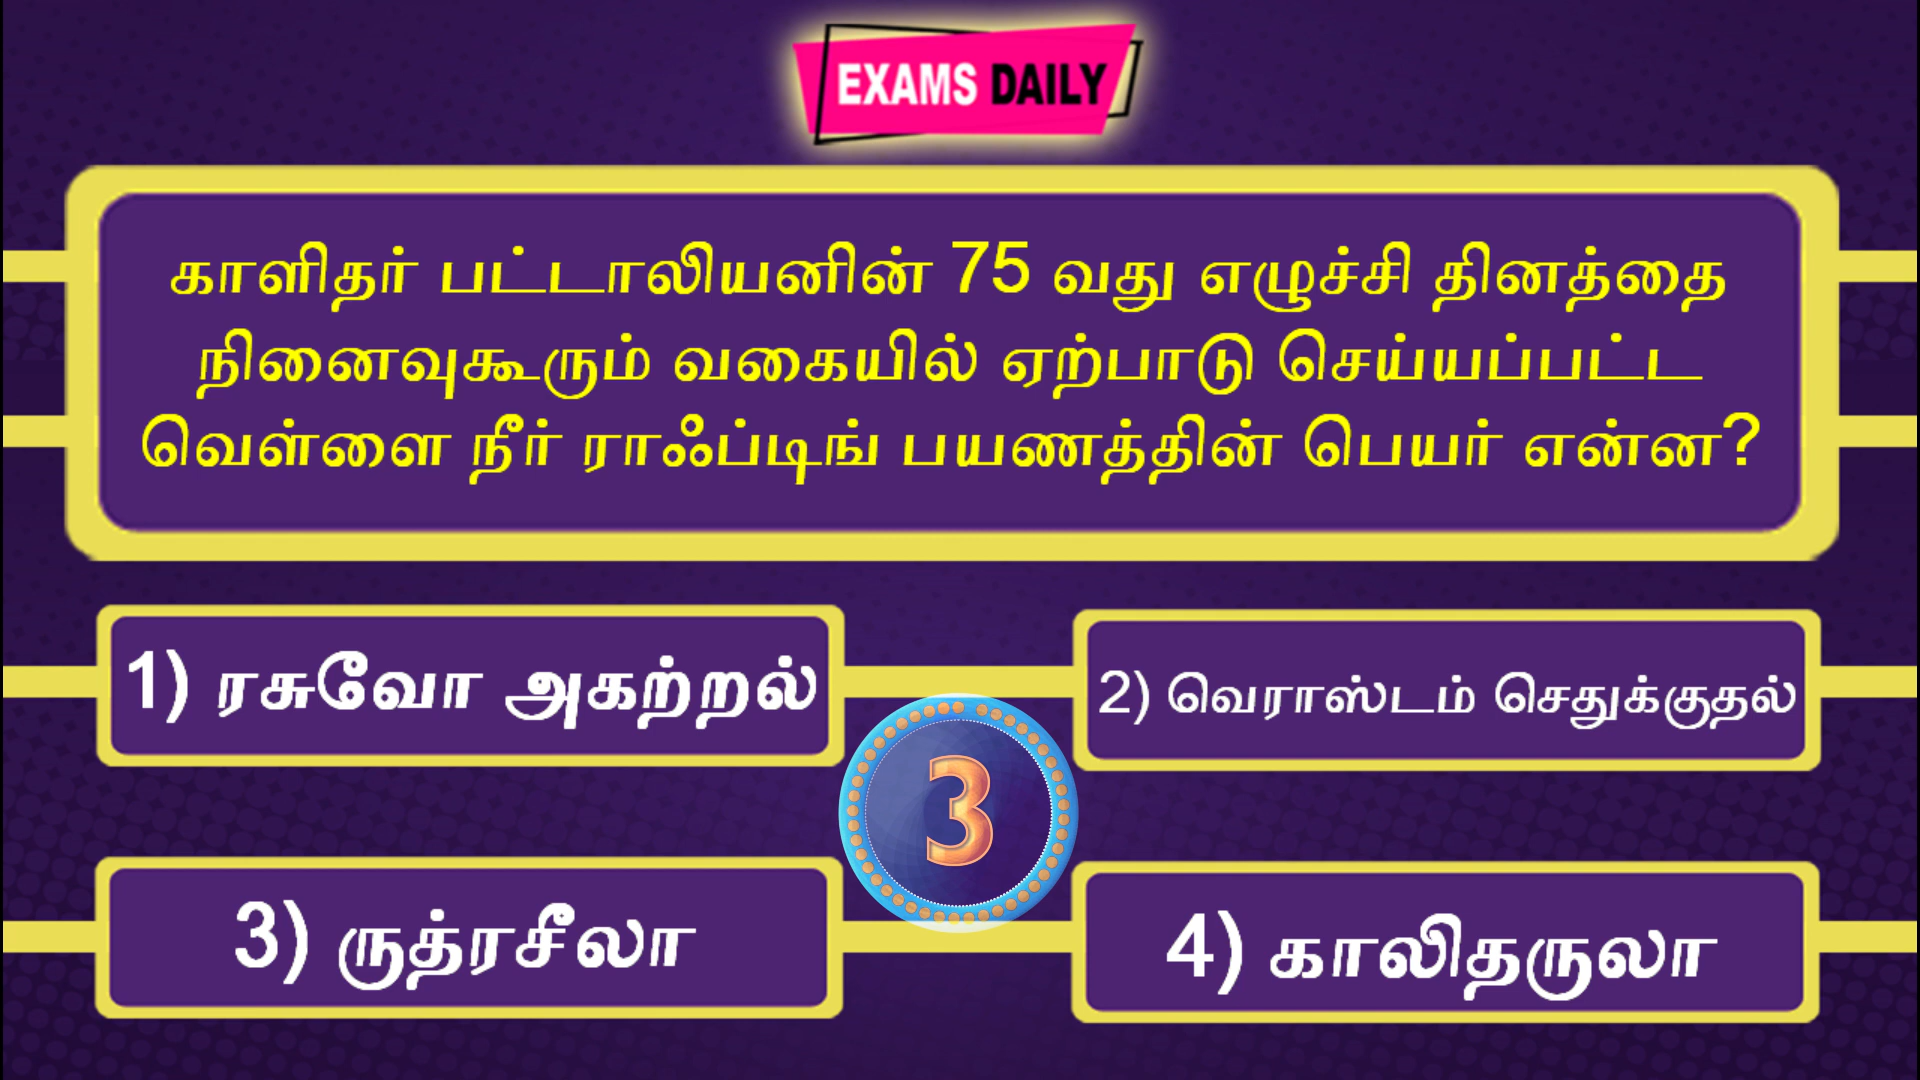 EXAMS DAILY
காளிதர் பட்டாலியனின் 75 வது எழுச்சி தினத்தை
நினைவுகூரும் வகையில் ஏற்பாடு செய்யப்பட்ட
வெள்ளை நீர் ராஃப்டிங் பயணத்தின் பெயர் என்ன?
1) ரசுவோ அகற்றல்
2) வெராஸ்டம் செதுக்குதல்
3
3) ருத்ரசீலா
4) காலிதருலா